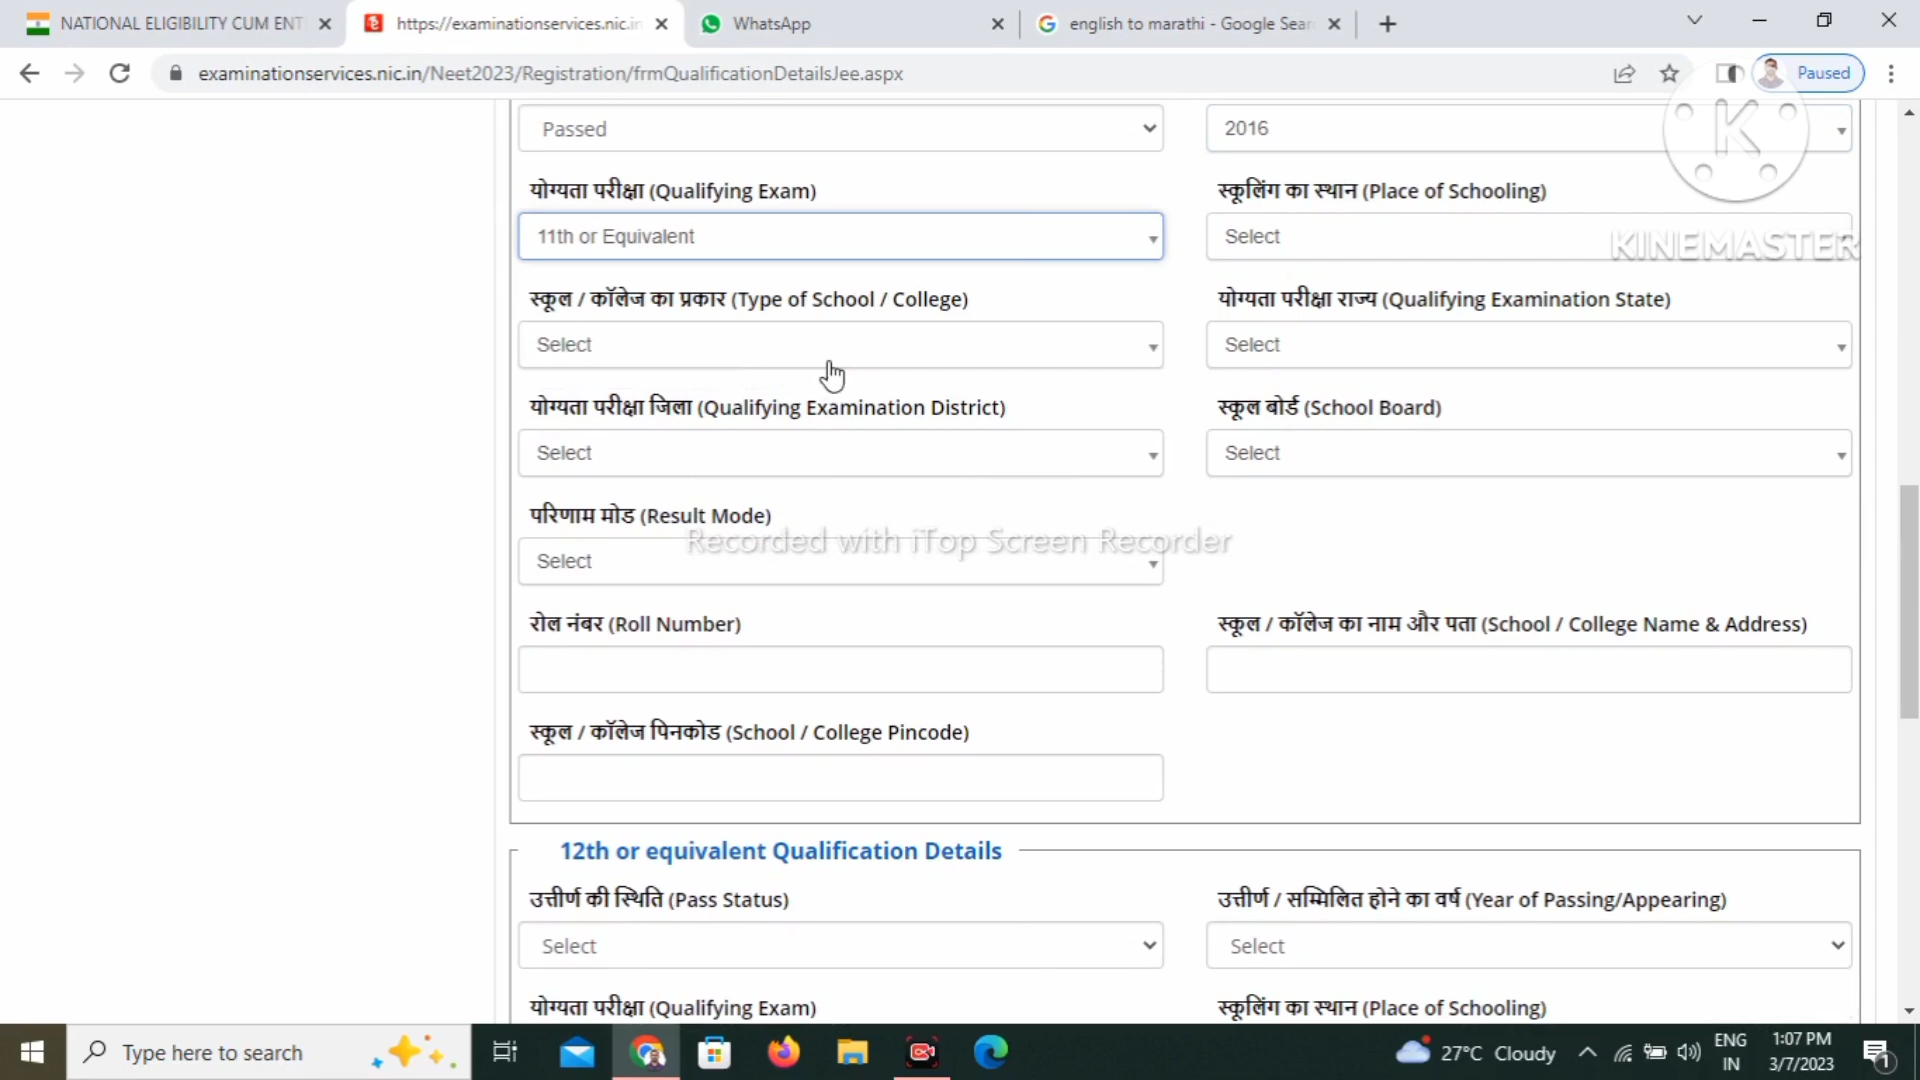 NATIONAL ELIGIBILITY CUM ENT
https://examinationservices.nic.in
WhatsApp
english to marathi - Google Sear
examinationservices.nic.in/Neet2023/Registration/frmQualificationDetailsJee.aspx
Paused
K
KINEMASTER
Passed
2016
योग्यता परीक्षा (Qualifying Exam)
स्कूलिंग का स्थान (Place of Schooling)
11th or Equivalent
Select
स्कूल / कॉलेज का प्रकार (Type of School / College)
योग्यता परीक्षा राज्य (Qualifying Examination State)
Select
Select
योग्यता परीक्षा जिला (Qualifying Examination District)
स्कूल बोर्ड (School Board)
Select
Select
परिणाम मोड (Result Mode)
Recorded with iTop Screen Recorder
Select
रोल नंबर (Roll Number)
स्कूल / कॉलेज का नाम और पता (School / College Name & Address)
स्कूल / कॉलेज पिनकोड (School / College Pincode)
12th or equivalent Qualification Details
उत्तीर्ण की स्थिति (Pass Status)
उत्तीर्ण / सम्मिलित होने का वर्ष (Year of Passing/Appearing)
Select
Select
योग्यता परीक्षा (Qualifying Exam)
स्कूलिंग का स्थान (Place of Schooling)
Type here to search
27°C Cloudy
ENG
IN
1:07 PM
3/7/2023
1